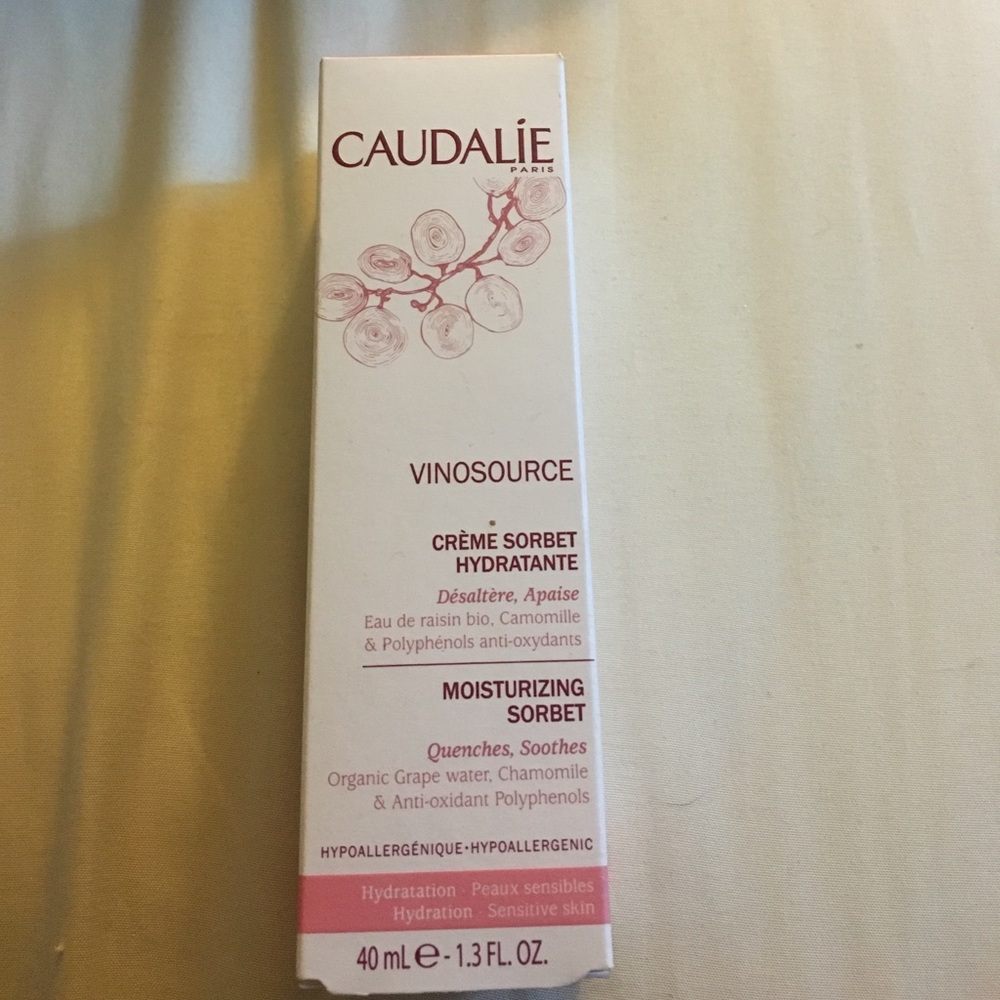 CAUDALÍE
PARIS
VINOSOURCE
CRÈME SORBET
HYDRATANTE
Désaltère, Apaise
Eau de raisin bio, Camomille
& Polyphénols anti-oxydants
MOISTURIZING
SORBET
Quenches, Soothes
Organic Grape water, Chamomile
& Anti-oxidant Polyphenols
HYPOALLERGÉNIQUE•HYPOALLERGENIC
Hydratation · Peaux sensibles
Hydration · Sensitive skin
40 mL ℮ - 1.3 FL. OZ.